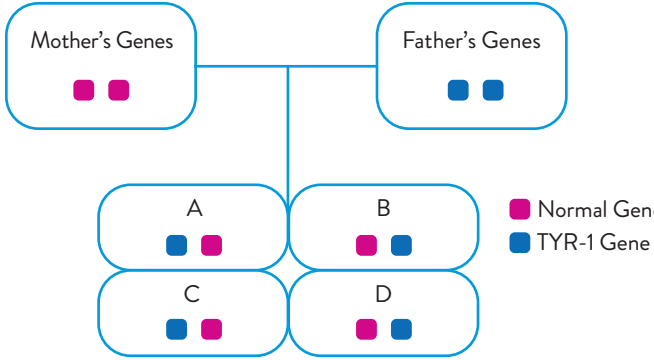 Mother's Genes
Father's Genes
A
B
C
D
Normal Gen
TYR-1 Gene